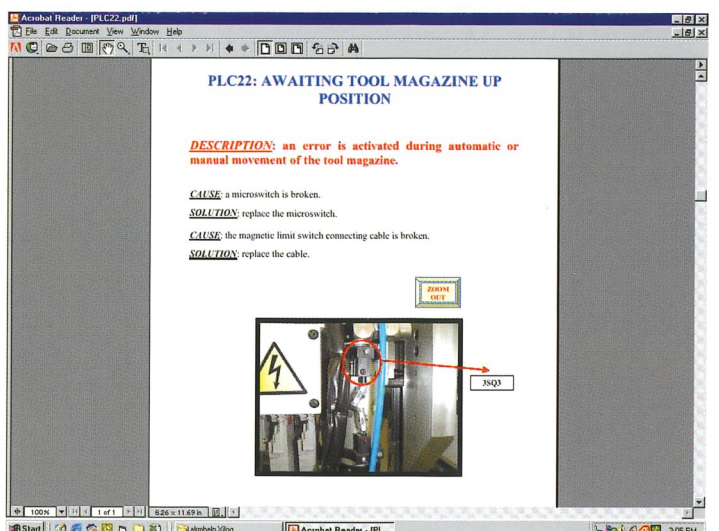 Acrobat Reader - [PLC22.pdf]
File Edit Document View Window Help
PLC22: AWAITING TOOL MAGAZINE UP
POSITION
DESCRIPTION: an error is activated during automatic or
manual movement of the tool magazine.
CAUSE: a microswitch is broken.
SOLUTION: replace the microswitch.
CAUSE: the magnetic limit switch connecting cable is broken.
SOLUTION: replace the cable.
ZOOM
OUT
3SQ3
100% 1 of 1 8.26 x 11.69 in
Start Acrobat Reader - [PL... 3:05 PM